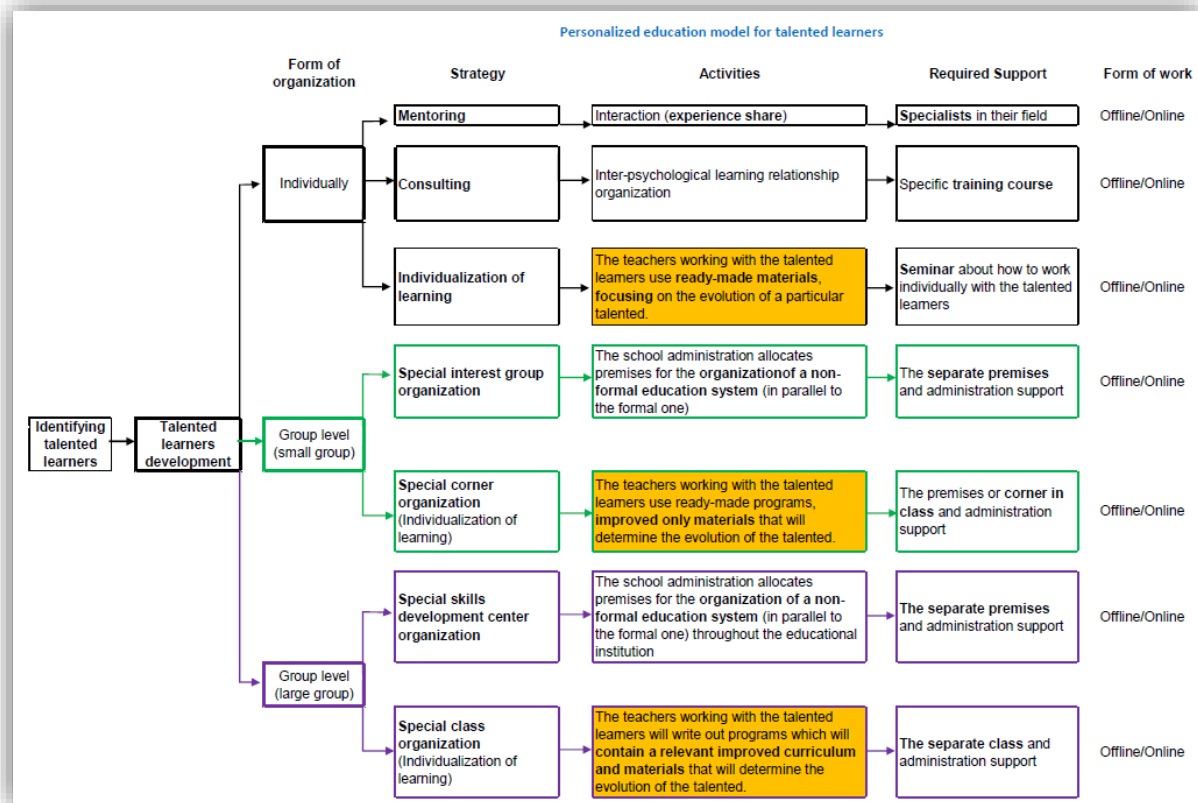 Personalized education model for talented learners
Form of
organization
Strategy
Activities
Required Support
Form of work
Mentoring
Interaction (experience share)
Specialists in their field
Offline/Online
Individually
Consulting
Inter-psychological learning relationship
organization
Specific training course
Offline/Online
Individualization of
learning
The teachers working with the talented
learners use ready-made materials,
focusing on the evolution of a particular
talented.
Seminar about how to work
individually with the talented
learners
Offline/Online
Special interest group
organization
The school administration allocates
premises for the organizationof a non-
formal education system (in parallel to
the formal one)
The separate premises
and administration support
Offline/Online
Identifying
talented
learners
Talented
learners
development
Group level
(small group)
Special corner
organization
(Individualization of
learning)
The teachers working with the talented
learners use ready-made programs,
improved only materials that will
determine the evolution of the talented.
The premises or corner in
class and administration
support
Offline/Online
Special skills
development center
organization
The school administration allocates
premises for the organization of a non-
formal education system (in parallel
to the formal one) throughout the educational
institution
The separate premises
and administration support
Offline/Online
Group level
(large group)
Special class
organization
(Individualization of
learning)
The teachers working with the talented
learners will write out programs which will
contain a relevant improved curriculum
and materials that will determine the
evolution of the talented.
The separate class and
administration support
Offline/Online